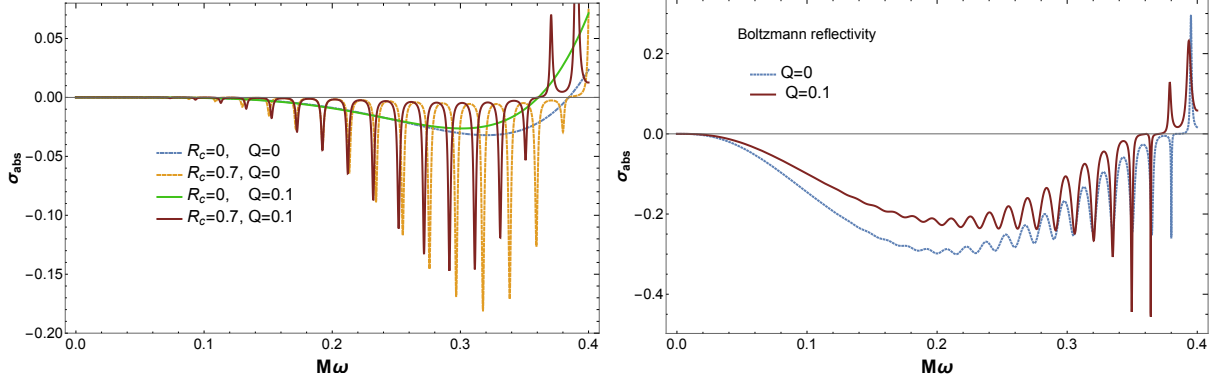 0.05
0.00
−0.05
−0.10
−0.15
−0.20
σabs
R𝑐=0, Q=0
R𝑐=0.7, Q=0
R𝑐=0, Q=0.1
R𝑐=0.7, Q=0.1
0.0 0.1 0.2 0.3 0.4
Mω
0.2
0.0
−0.2
−0.4
σabs
Boltzmann reflectivity
Q=0
Q=0.1
0.0 0.1 0.2 0.3 0.4
Mω